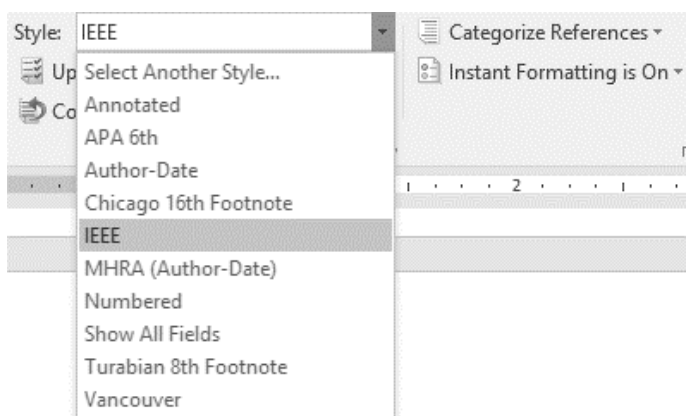 Style: IEEE
Categorize References
Up
Select Another Style...
Instant Formatting is On
Co
Annotated
APA 6th
Author-Date
2
Chicago 16th Footnote
IEEE
MHRA (Author-Date)
Numbered
Show All Fields
Turabian 8th Footnote
Vancouver